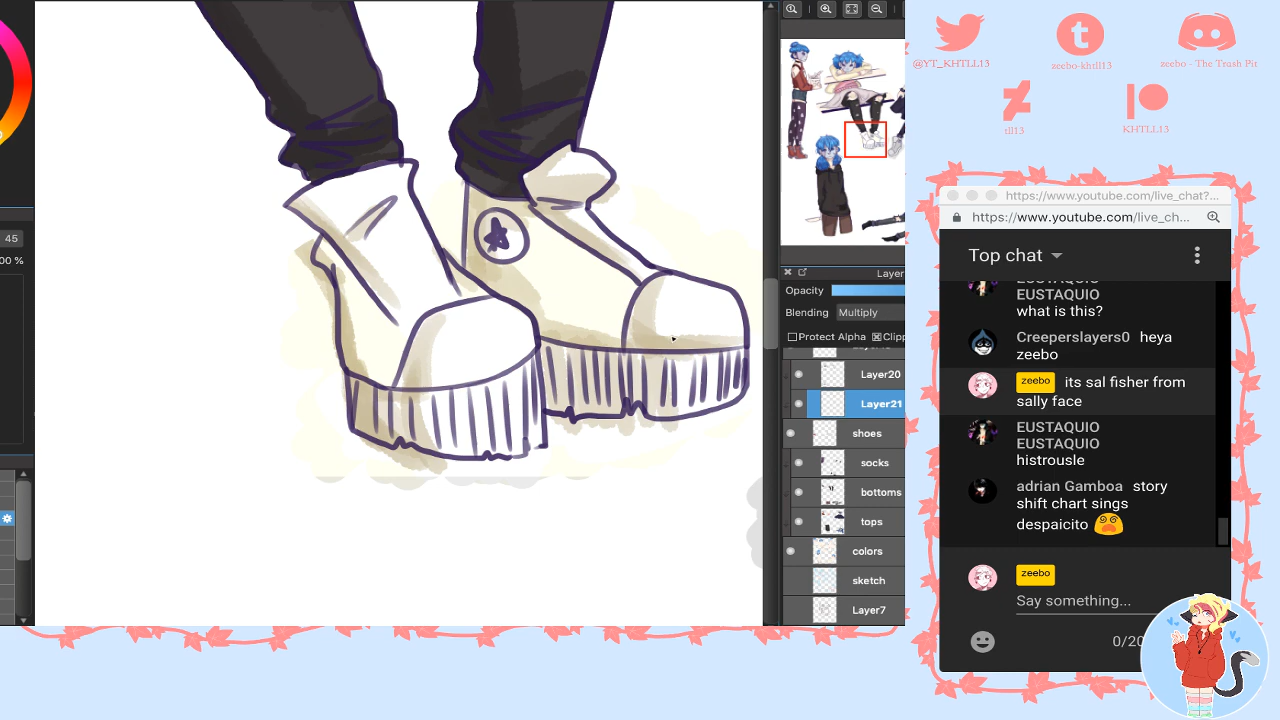 45
00 %
Layer
Opacity
Blending Multiply
Protect Alpha Clipp
Layer20
Layer21
shoes
socks
bottoms
tops
colors
sketch
Layer7
@YT_KHTLL13
zeebo-khtll13
zeebo - The Trash Pit
tll13
KHTLL13
https://www.youtube.com/live_chat?...
https://www.youtube.com/live_ch...
Top chat
EUSTAQUIO
what is this?
Creeperslayers0 heya
zeebo
zeebo its sal fisher from
sally face
EUSTAQUIO
EUSTAQUIO
histrousle
adrian Gamboa story
shift chart sings
despaicito
zeebo
Say something...
0/20